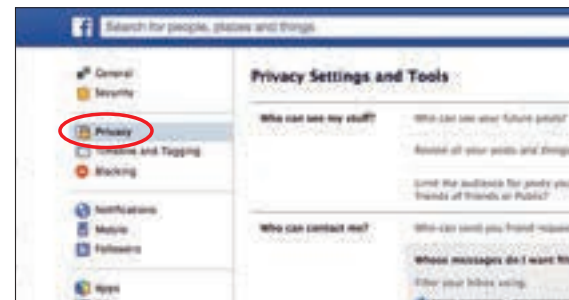 f
Search for people, places and things
General
Security
Privacy
Timeline and Tagging
Blocking
Notifications
Mobile
Followers
Apps
Privacy Settings and Tools
Who can see my stuff?
Who can see your future posts?
Review all your posts and things
Limit the audience for posts you
friends of friends or Public?
Who can contact me?
Who can send you friend reques
Whose messages do I want filt
Filter your Inbox using